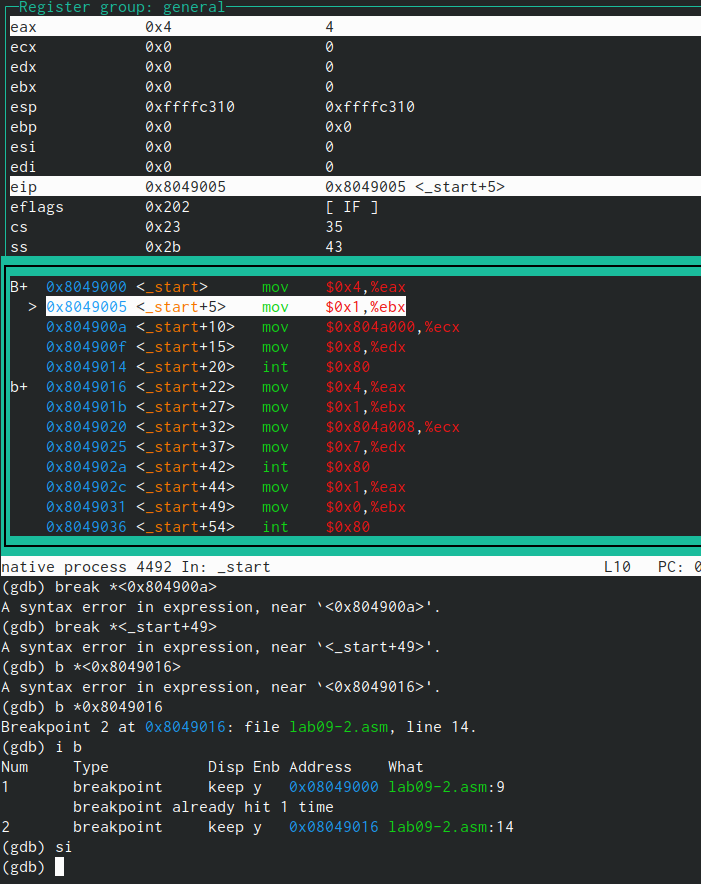 Register group: general
eax 0x4 4
ecx 0x0 0
edx 0x0 0
ebx 0x0 0
esp 0xffffc310 0xffffc310
ebp 0x0 0x0
esi 0x0 0
edi 0x0 0
eip 0x8049005 0x8049005 <_start+5>
eflags 0x202 [ IF ]
cs 0x23 35
ss 0x2b 43
B+ 0x8049000 <_start> mov $0x4,%eax
> 0x8049005 <_start+5> mov $0x1,%ebx
0x804900a <_start+10> mov $0x804a000,%ecx
0x804900f <_start+15> mov $0x8,%edx
0x8049014 <_start+20> int $0x80
b+ 0x8049016 <_start+22> mov $0x4,%eax
0x804901b <_start+27> mov $0x1,%ebx
0x8049020 <_start+32> mov $0x804a008,%ecx
0x8049025 <_start+37> mov $0x7,%edx
0x804902a <_start+42> int $0x80
0x804902c <_start+44> mov $0x1,%eax
0x8049031 <_start+49> mov $0x0,%ebx
0x8049036 <_start+54> int $0x80
native process 4492 In: _start L10 PC: 0
(gdb) break *<0x804900a>
A syntax error in expression, near `<0x804900a>'.
(gdb) break *<_start+49>
A syntax error in expression, near `<_start+49>'.
(gdb) b *<0x8049016>
A syntax error in expression, near `<0x8049016>'.
(gdb) b *0x8049016
Breakpoint 2 at 0x8049016: file lab09-2.asm, line 14.
(gdb) i b
Num Type Disp Enb Address What
1 breakpoint keep y 0x08049000 lab09-2.asm:9
breakpoint already hit 1 time
2 breakpoint keep y 0x08049016 lab09-2.asm:14
(gdb) si
(gdb)